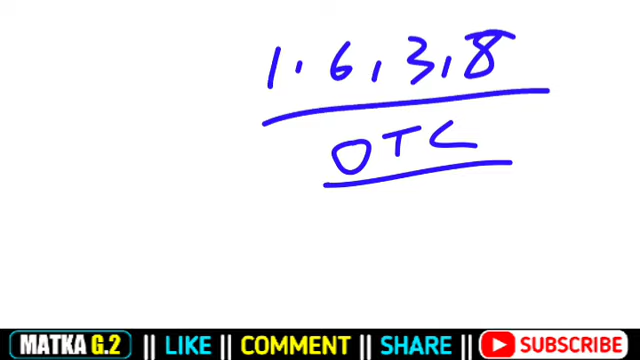 1, 6, 3, 8
OTC
MATKA G.2 || LIKE || COMMENT || SHARE || SUBSCRIBE